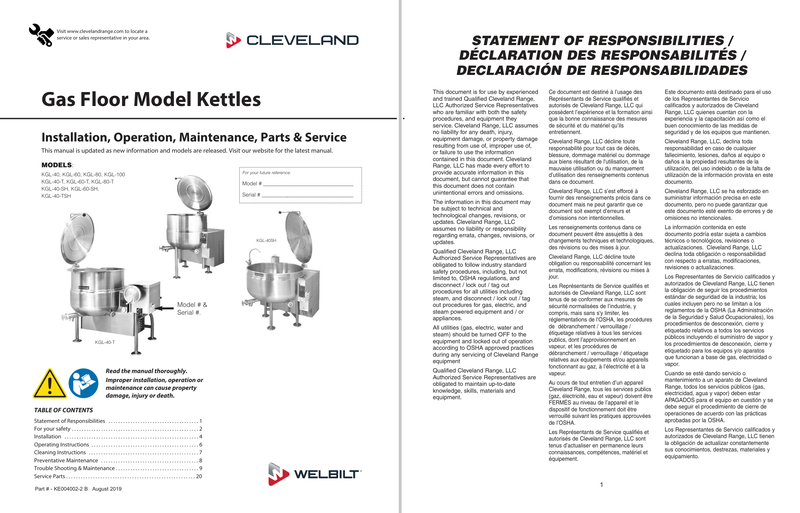 Visit www.clevelandrange.com to locate a
service or sales representative in your area.
CLEVELAND
Gas Floor Model Kettles
Installation, Operation, Maintenance, Parts & Service
This manual is updated as new information and models are released. Visit our website for the latest manual.
MODELS:
KGL-40, KGL-60, KGL-80, KGL-100
KGL-40-T, KGL-60-T, KGL-80-T
KGL-40-SH, KGL-60-SH,
KGL-40-TSH
For your future reference:
Model #
Serial #
KGL-40SH
Model # &
Serial #.
KGL-40-T
Read the manual thoroughly.
Improper installation, operation or
maintenance can cause property
damage, injury or death.
TABLE OF CONTENTS
Statement of Responsibilities . . . . . . . . . . . . . . . . . . . . . . . . . . . . . . . . . . 1
For your safety . . . . . . . . . . . . . . . . . . . . . . . . . . . . . . . . . . . . . . . . . . . . . . 2
Installation . . . . . . . . . . . . . . . . . . . . . . . . . . . . . . . . . . . . . . . . . . . . . . . . . 4
Operating Instructions . . . . . . . . . . . . . . . . . . . . . . . . . . . . . . . . . . . . . . . 6
Cleaning Instructions . . . . . . . . . . . . . . . . . . . . . . . . . . . . . . . . . . . . . . . . 7
Preventative Maintenance . . . . . . . . . . . . . . . . . . . . . . . . . . . . . . . . . . . . 8
Trouble Shooting & Maintenance . . . . . . . . . . . . . . . . . . . . . . . . . . . . . . 9
Service Parts . . . . . . . . . . . . . . . . . . . . . . . . . . . . . . . . . . . . . . . . . . . . . . . 20
Part # - KE004002-2 B August 2019
WELBILT
STATEMENT OF RESPONSIBILITIES /
DÉCLARATION DES RESPONSABILITÉS /
DECLARACIÓN DE RESPONSABILIDADES
This document is for use by experienced
and trained Qualified Cleveland Range,
LLC Authorized Service Representatives
who are familiar with both the safety
procedures, and equipment they
service. Cleveland Range, LLC assumes
no liability for any death, injury,
equipment damage, or property damage
resulting from use of, improper use of,
or failure to use the information
contained in this document. Cleveland
Range, LLC has made every effort to
provide accurate information in this
document, but cannot guarantee that
this document does not contain
unintentional errors and omissions.
The information in this document may
be subject to technical and
technological changes, revisions, or
updates. Cleveland Range, LLC
assumes no liability or responsibility
regarding errata, changes, revisions, or
updates.
Qualified Cleveland Range, LLC
Authorized Service Representatives are
obligated to follow industry standard
safety procedures, including, but not
limited to, OSHA regulations, and
disconnect / lock out / tag out
procedures for all utilities including
steam, and disconnect / lock out / tag
out procedures for gas, electric, and
steam powered equipment and / or
appliances.
All utilities (gas, electric, water and
steam) should be turned OFF to the
equipment and locked out of operation
according to OSHA approved practices
during any servicing of Cleveland Range
equipment
Qualified Cleveland Range, LLC
Authorized Service Representatives are
obligated to maintain up-to-date
knowledge, skills, materials and
equipment.
Ce document est destiné à l'usage des
Représentants de Service qualifiés et
autorisés de Cleveland Range, LLC qui
possèdent l'expérience et la formation ainsi
que la bonne connaissance des mesures
de sécurité et du matériel qu'ils
entretiennent.
Cleveland Range, LLC décline toute
responsabilité pour tout cas de décès,
blessure, dommage matériel ou dommage
aux biens résultant de l'utilisation, de la
mauvaise utilisation ou du manquement
d'utilisation des renseignements contenus
dans ce document.
Cleveland Range, LLC s'est efforcé à
fournir des renseignements précis dans ce
document mais ne peut garantir que ce
document soit exempt d'erreurs et
d'omissions non intentionnelles.
Les renseignements contenus dans ce
document peuvent être assujettis à des
changements techniques et technologiques,
des révisions ou des mises à jour.
Cleveland Range, LLC décline toute
obligation ou responsabilité concernant les
errata, modifications, révisions ou mises à
jour.
Les Représentants de Service qualifiés et
autorisés de Cleveland Range, LLC sont
tenus de se conformer aux mesures de
sécurité normalisées de l'industrie, y
compris, mais sans s'y limiter, les
réglementations de l'OSHA, les procédures
de débranchement / verrouillage /
étiquetage relatives à tous les services
publics, dont l'approvisionnement en
vapeur, et les procédures de
débranchement / verrouillage / étiquetage
relatives aux équipements et/ou appareils
fonctionnant au gaz, à l'électricité et à la
vapeur.
Au cours de tout entretien d'un appareil
Cleveland Range, tous les services publics
(gaz, électricité, eau et vapeur) doivent être
FERMÉS au niveau de l'appareil et le
dispositif de fonctionnement doit être
verrouillé suivant les pratiques approuvées
de l'OSHA.
Les Représentants de Service qualifiés et
autorisés de Cleveland Range, LLC sont
tenus d'actualiser en permanence leurs
connaissances, compétences, matériel et
équipement.
Este documento está destinado para el uso
de los Representantes de Servicio
calificados y autorizados de Cleveland
Range, LLC quienes cuentan con la
experiencia y la capacitación así como el
buen conocimiento de las medidas de
seguridad y de los equipos que mantienen.
Cleveland Range, LLC, declina toda
responsabilidad en caso de cualquier
fallecimiento, lesiones, daños al equipo o
daños a la propiedad resultantes de la
utilización, del uso indebido o de la falta de
utilización de la información provista en este
documento.
Cleveland Range, LLC se ha esforzado en
suministrar información precisa en este
documento, pero no puede garantizar que
este documento esté exento de errores y de
omisiones no intencionales.
La información contenida en este
documento podría estar sujeta a cambios
técnicos o tecnológicos, revisiones o
actualizaciones. Cleveland Range, LLC
declina toda obligación o responsabilidad
con respecto a erratas, modificaciones,
revisiones o actualizaciones.
Los Representantes de Servicio calificados y
autorizados de Cleveland Range, LLC tienen
la obligación de seguir los procedimientos
estándar de seguridad de la industria; los
cuales incluyen pero no se limitan a los
reglamentos de la OSHA (La Administración
de la Seguridad y Salud Ocupacionales), los
procedimientos de desconexión, cierre y
etiquetado relativos a todos los servicios
públicos incluyendo el suministro de vapor y
los procedimientos de desconexión, cierre y
etiquetado para los equipos y/o aparatos
que funcionan a base de gas, electricidad o
vapor.
Cuando se esté dando servicio o
mantenimiento a un aparato de Cleveland
Range, todos los servicios públicos (gas,
electricidad, agua y vapor) deben estar
APAGADOS para el equipo en cuestión y se
debe seguir el procedimiento de cierre de
operaciones de acuerdo con las prácticas
aprobadas por la OSHA.
Los Representantes de Servicio calificados y
autorizados de Cleveland Range, LLC tienen
la obligación de actualizar constantemente
sus conocimientos, destrezas, materiales y
equipamiento.
1